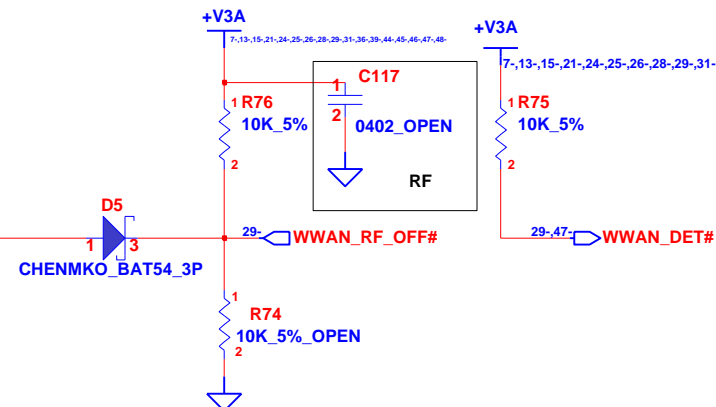 +V3A
7-,13-,15-,21-,24-,25-,26-,28-,29-,31-,36-,39-,44-,45-,46-,47-,48-
+V3A
7-,13-,15-,21-,24-,25-,26-,28-,29-,31-
1
C117
2
0402_OPEN
RF
1
R76
10K_5%
2
1
R75
10K_5%
2
D5
1
3
CHENMKO_BAT54_3P
29-
WWAN_RF_OFF#
29-,47-
WWAN_DET#
1
R74
10K_5%_OPEN
2